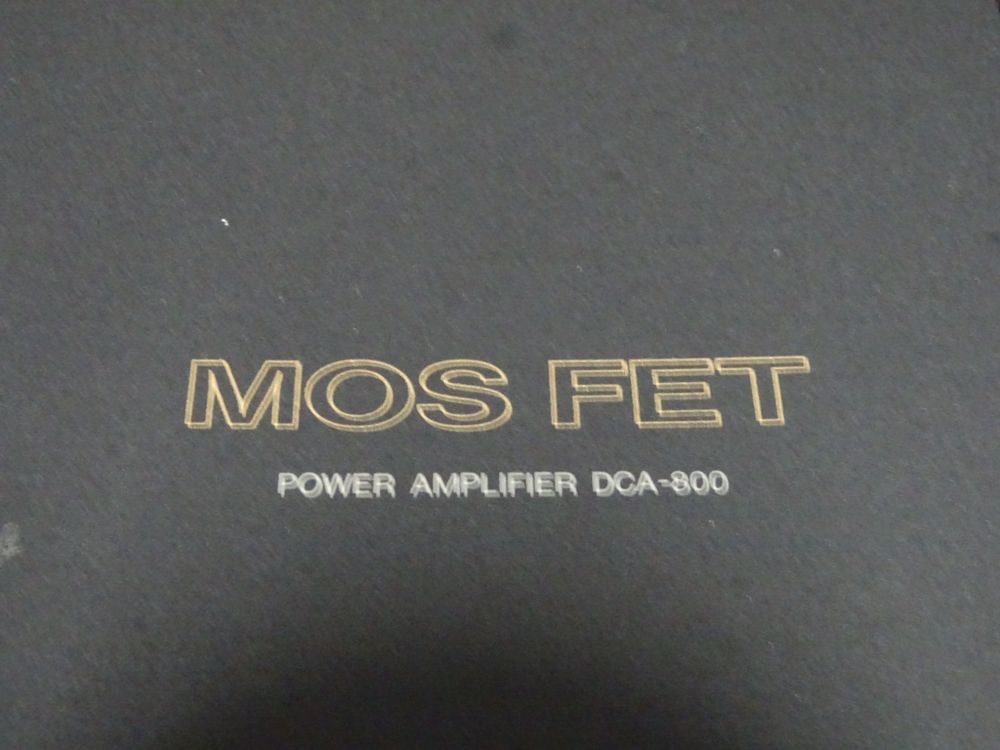 MOS FET
POWER AMPLIFIER DCA-800